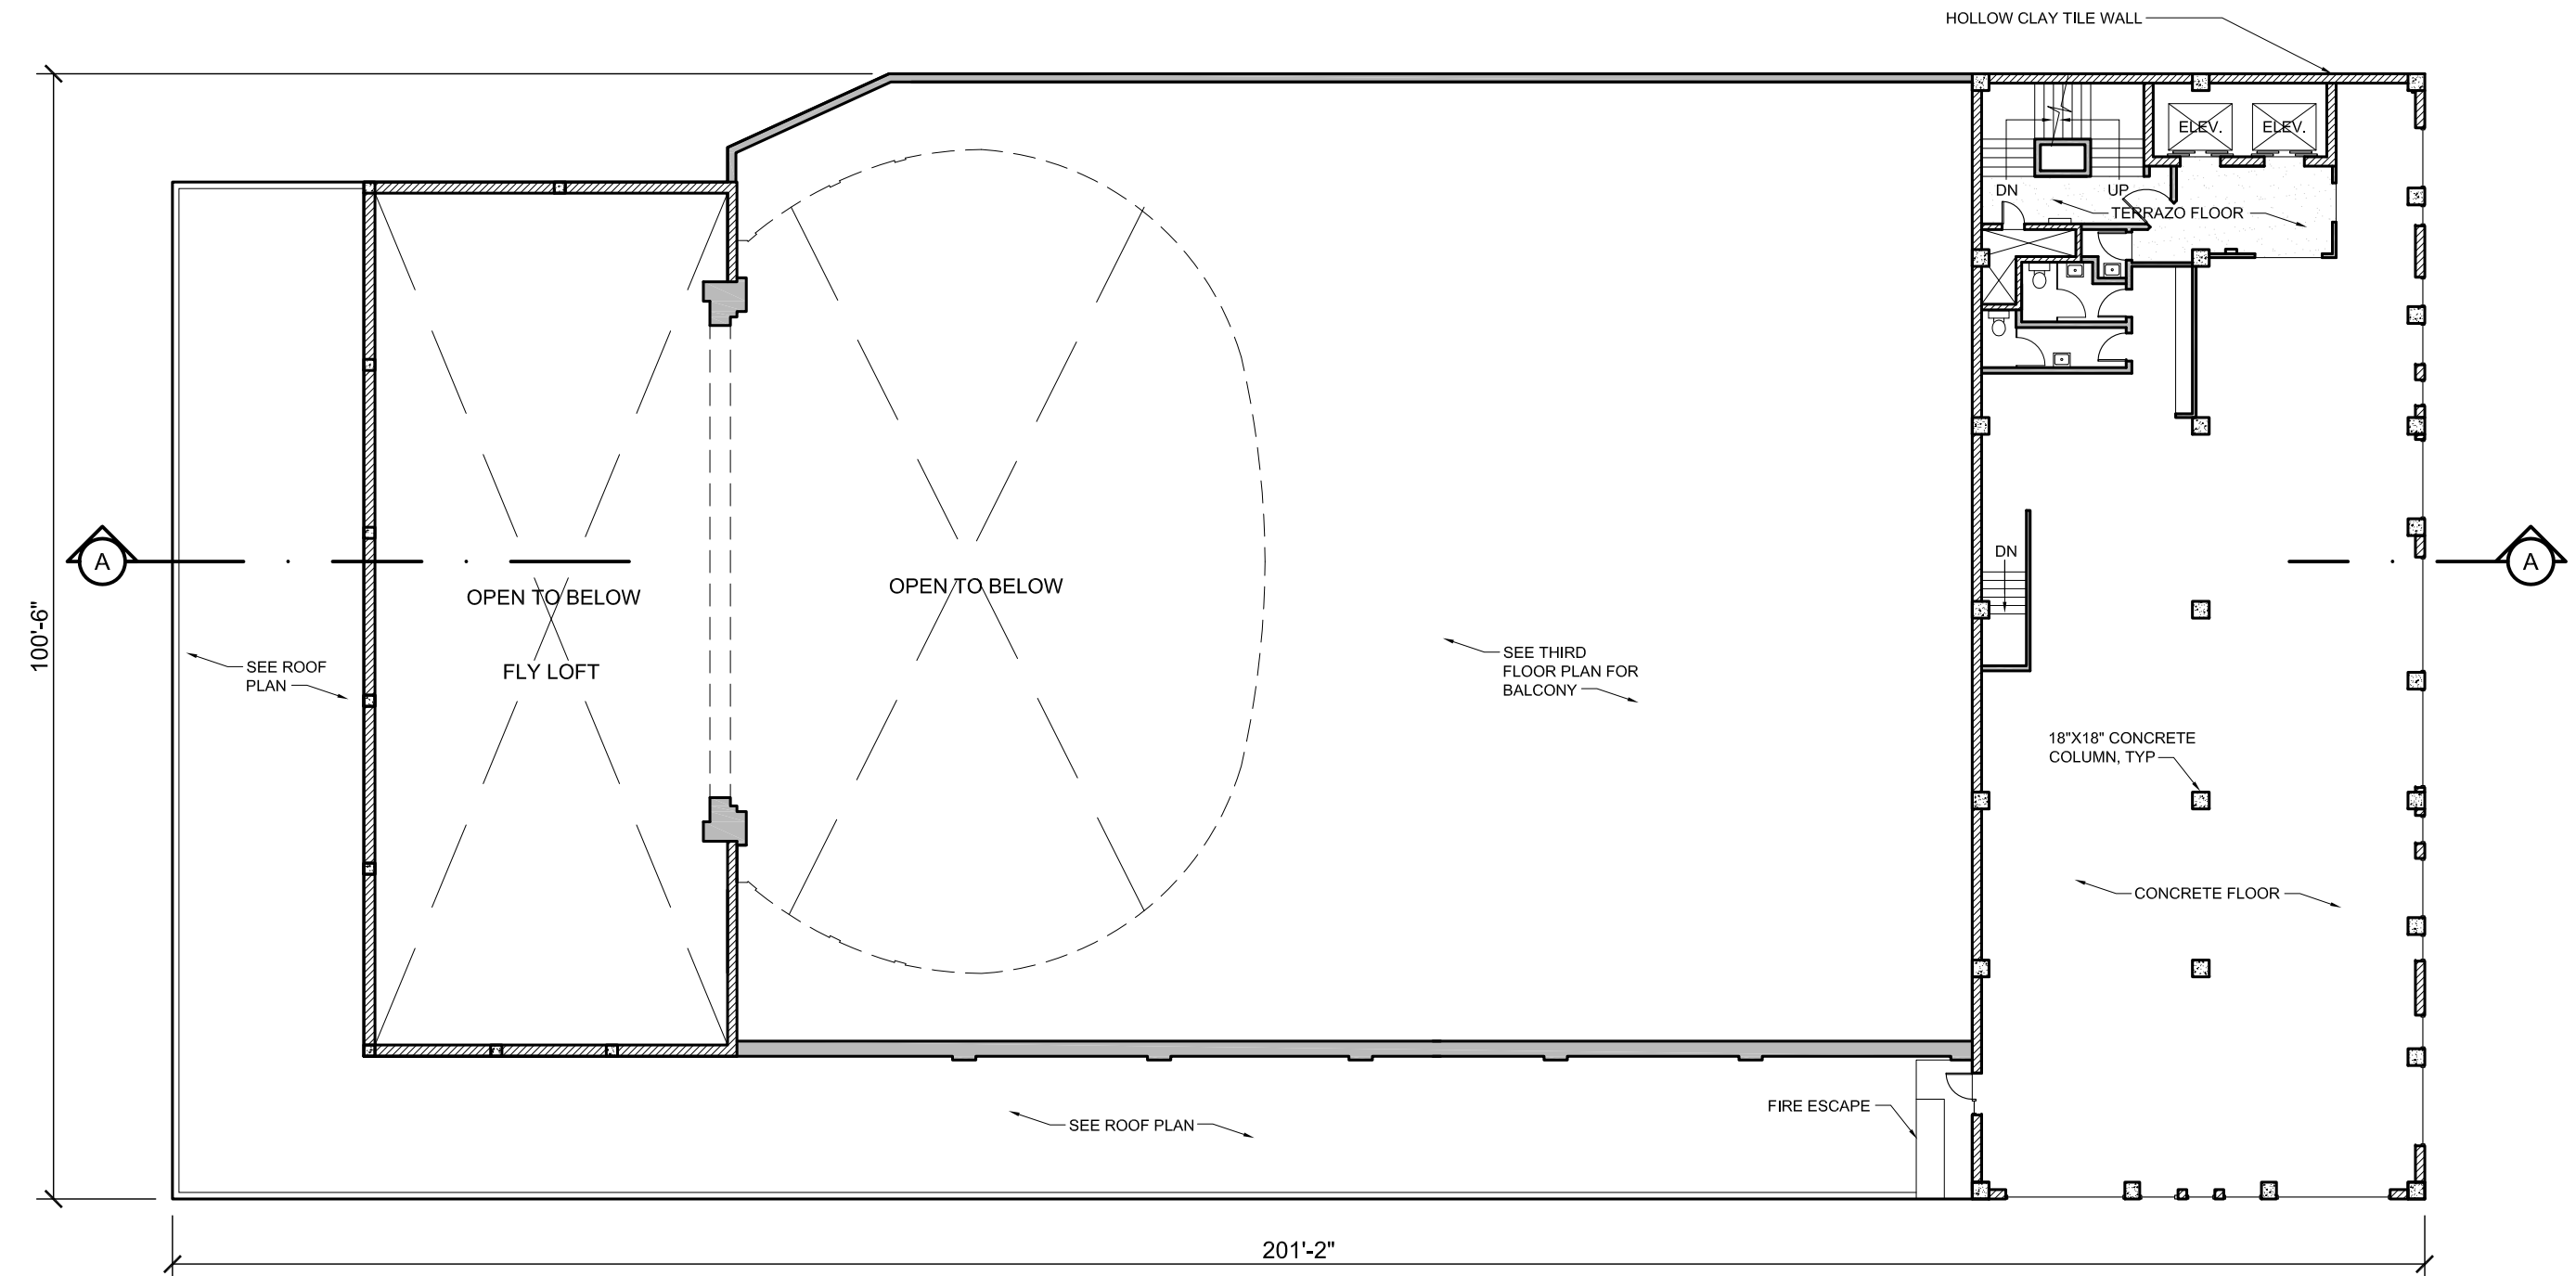 HOLLOW CLAY TILE WALL
ELEV.
ELEV.
DN
UP
TERRAZO FLOOR
A
DN
A
OPEN TO BELOW
OPEN TO BELOW
100'-6"
SEE ROOF
PLAN
FLY LOFT
SEE THIRD
FLOOR PLAN FOR
BALCONY
18"X18" CONCRETE
COLUMN, TYP
CONCRETE FLOOR
FIRE ESCAPE
SEE ROOF PLAN
201'-2"